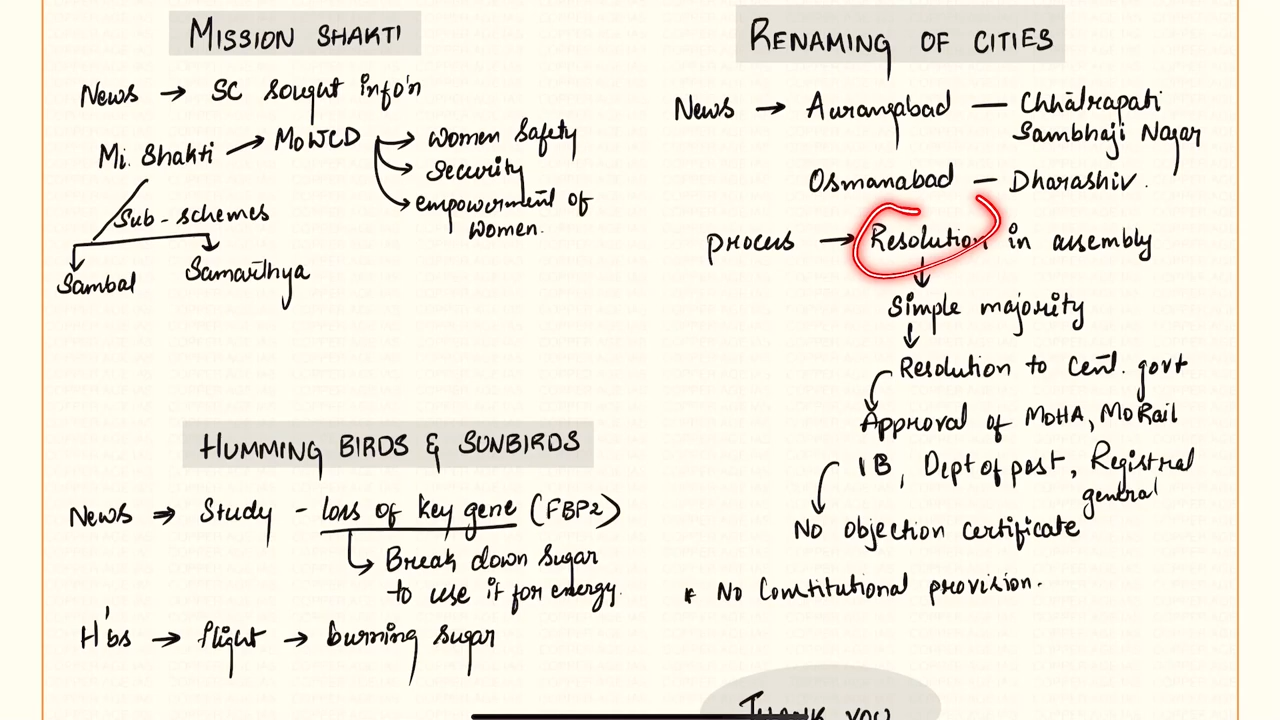 MISSION SHAKTI
News → SC sought info'n
Mi. Shakti → MoWCD → Women Safety
→ Security
→ empowerment of
women.
Sub-schemes
Sambal
Samarthya
HUMMING BIRDS & SUNBIRDS
News ⇒ Study - loss of key gene (FBP2)
↳ Break down sugar
to use it for energy.
H'bs → flight → burning sugar
RENAMING OF CITIES
News → Aurangabad — Chhatrapati
Sambhaji Nagar
Osmanabad — Dharashiv.
process → Resolution in assembly
↓
Simple majority
↓
Resolution to Cent. govt
Approval of MoHA, MoRail
IB, Dept of post, Registral
general
No objection certificate
* No Constitutional provision.
THANK YOU